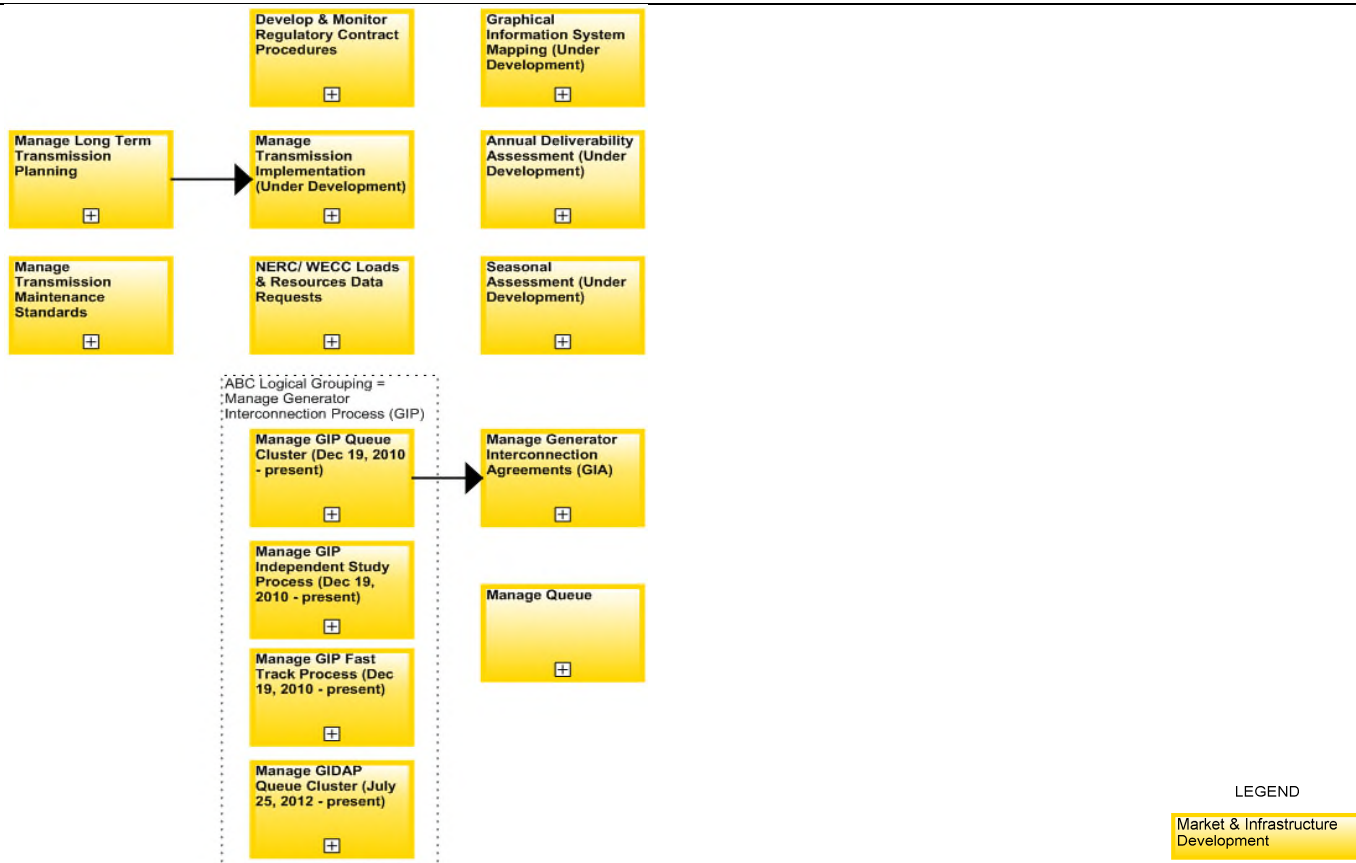 Develop & Monitor
Regulatory Contract
Procedures
Graphical
Information System
Mapping (Under
Development)
Manage Long Term
Transmission
Planning
Manage
Transmission
Implementation
(Under Development)
Annual Deliverability
Assessment (Under
Development)
Manage
Transmission
Maintenance
Standards
NERC/ WECC Loads
& Resources Data
Requests
Seasonal
Assessment (Under
Development)
ABC Logical Grouping =
Manage Generator
Interconnection Process (GIP)
Manage GIP Queue
Cluster (Dec 19, 2010
- present)
Manage Generator
Interconnection
Agreements (GIA)
Manage GIP
Independent Study
Process (Dec 19,
2010 - present)
Manage Queue
Manage GIP Fast
Track Process (Dec
19, 2010 - present)
Manage GIDAP
Queue Cluster (July
25, 2012 - present)
LEGEND
Market & Infrastructure
Development